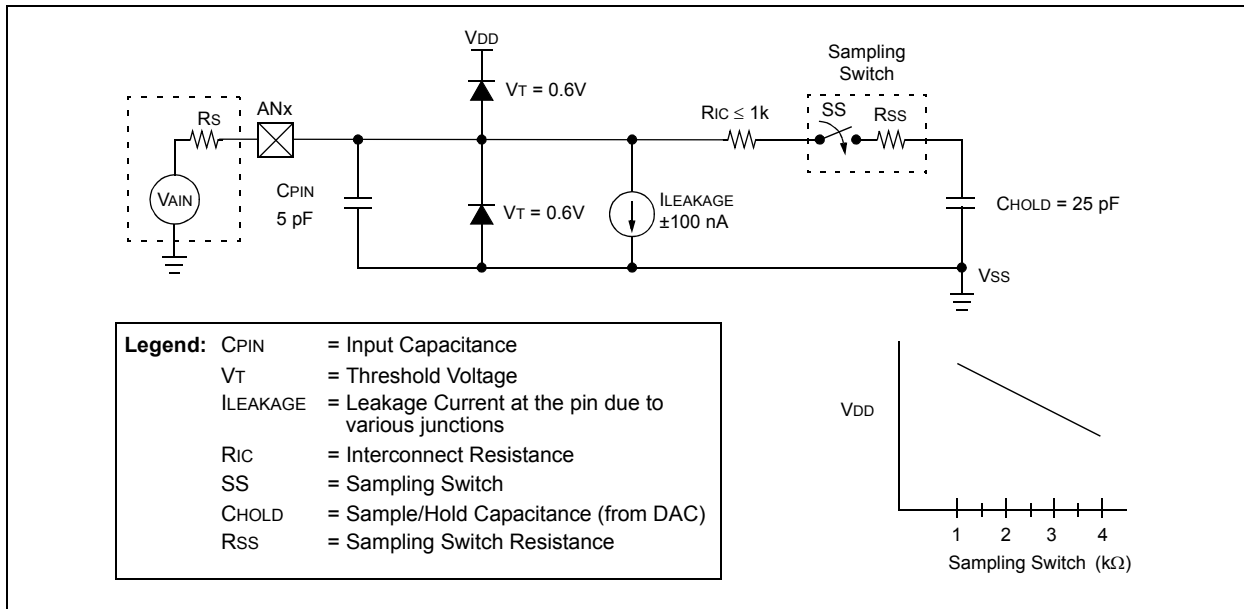 VDD
Sampling
Switch
VT = 0.6V
RS
ANx
RIC ≤ 1k
SS
RSS
VAIN
CPIN
5 pF
VT = 0.6V
ILEAKAGE
±100 nA
CHOLD = 25 pF
VSS
Legend: CPIN = Input Capacitance
VT = Threshold Voltage
ILEAKAGE = Leakage Current at the pin due to
various junctions
RIC = Interconnect Resistance
SS = Sampling Switch
CHOLD = Sample/Hold Capacitance (from DAC)
RSS = Sampling Switch Resistance
VDD
1 2 3 4
Sampling Switch (kΩ)